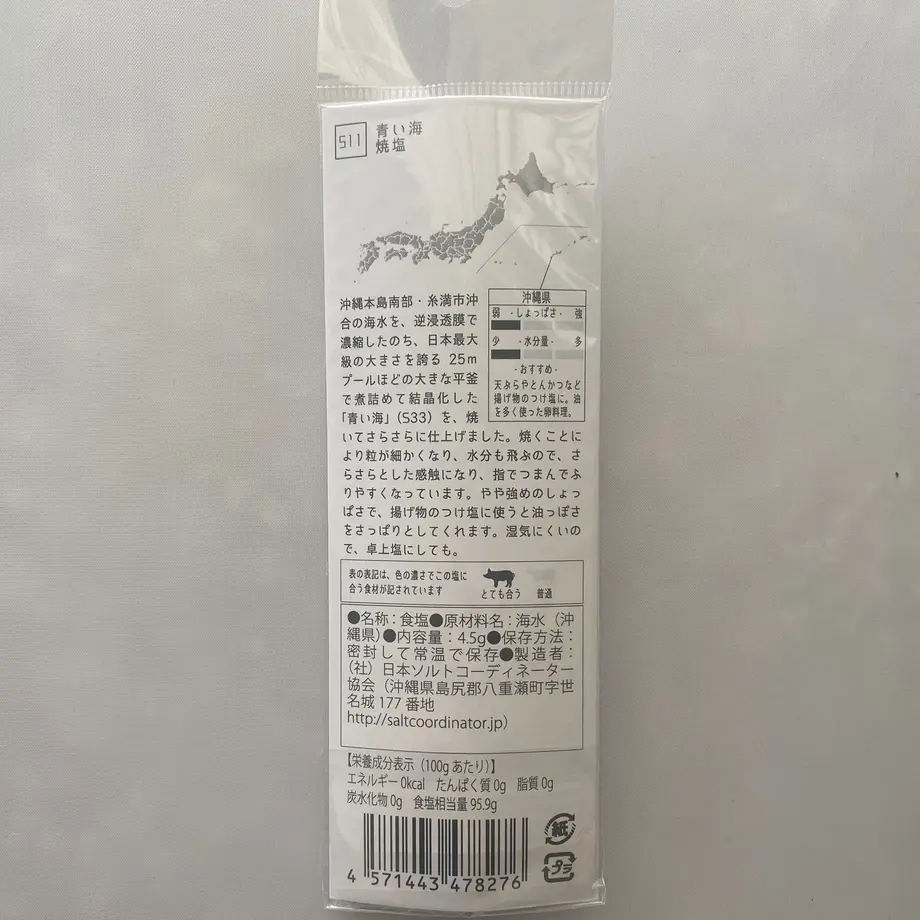 S11
青い海
焼塩
沖縄県
弱 -しょっぱさ- 強
少 -水分量- 多
-おすすめ-
天ぷらやとんかつなど
揚げ物のつけ塩に。油
を多く使った卵料理。
沖縄本島南部・糸満市沖
合の海水を、逆浸透膜で
濃縮したのち、日本最大
級の大きさを誇る 25m
プールほどの大きな平釜
で煮詰めて結晶化した
「青い海」(S33) を、焼
いてさらさらに仕上げました。焼くことに
より粒が細かくなり、水分も飛ぶので、さ
らさらとした感触になり、指でつまんでふ
りやすくなっています。やや強めのしょっ
ぱさで、揚げ物のつけ塩に使うと油っぽさ
をさっぱりとしてくれます。湿気にくいの
で、卓上塩にしても。
表の表記は、色の濃さでこの塩に
合う食材が記されています
とても合う 普通
●名称：食塩●原材料名：海水（沖
縄県）●内容量：4.5g●保存方法：
密封して常温で保存●製造者：
（社）日本ソルトコーディネーター
協会（沖縄県島尻郡八重瀬町字世
名城 177 番地
http://saltcoordinator.jp）
【栄養成分表示（100g あたり）】
エネルギー 0kcal たんぱく質 0g 脂質 0g
炭水化物 0g 食塩相当量 95.9g
紙
プラ
4 571443 478276